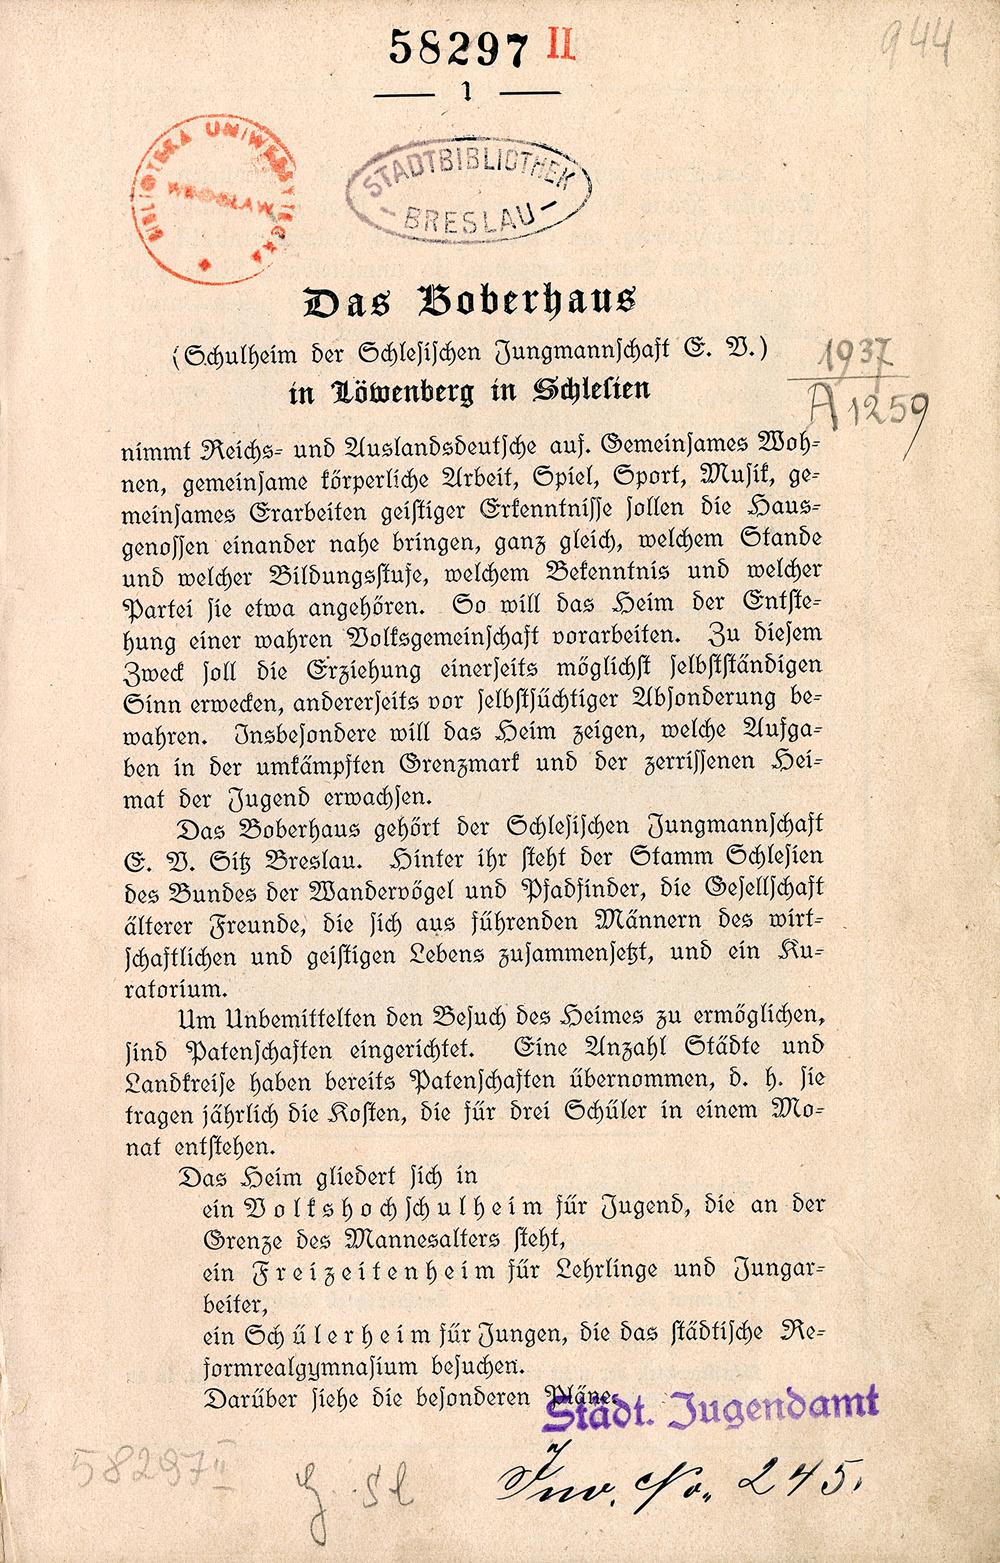 944
58297 II
1
BIBLIOTEKA UNIWERSYTECKA
WROCŁAW
STADTBIBLIOTHEK
BRESLAU
Das Boberhaus
(Schulheim der Schlesischen Jungmannschaft E. V.)
in Löwenberg in Schlesien
1937
A 1259
nimmt Reichs- und Auslandsdeutsche auf. Gemeinsames Woh-
nen, gemeinsame körperliche Arbeit, Spiel, Sport, Musik, ge-
meinsames Erarbeiten geistiger Erkenntnisse sollen die Haus-
genossen einander nahe bringen, ganz gleich, welchem Stande
und welcher Bildungsstufe, welchem Bekenntnis und welcher
Partei sie etwa angehören. So will das Heim der Entste-
hung einer wahren Volksgemeinschaft vorarbeiten. Zu diesem
Zweck soll die Erziehung einerseits möglichst selbstständigen
Sinn erwecken, andererseits vor selbstsüchtiger Absonderung be-
wahren. Insbesondere will das Heim zeigen, welche Aufga-
ben in der umkämpften Grenzmark und der zerrissenen Hei-
mat der Jugend erwachsen.
Das Boberhaus gehört der Schlesischen Jungmannschaft
E. V. Sitz Breslau. Hinter ihr steht der Stamm Schlesien
des Bundes der Wandervögel und Pfadfinder, die Gesellschaft
älterer Freunde, die sich aus führenden Männern des wirt-
schaftlichen und geistigen Lebens zusammensetzt, und ein Ku-
ratorium.
Um Unbemittelten den Besuch des Heimes zu ermöglichen,
sind Patenschaften eingerichtet. Eine Anzahl Städte und
Landkreise haben bereits Patenschaften übernommen, d. h. sie
tragen jährlich die Kosten, die für drei Schüler in einem Mo-
nat entstehen.
Das Heim gliedert sich in
ein Volkshochschulheim für Jugend, die an der
Grenze des Mannesalters steht,
ein Freizeitenheim für Lehrlinge und Jungar-
beiter,
ein Schülerheim für Jungen, die das städtische Re-
formrealgymnasium besuchen.
Darüber siehe die besonderen Pläne.
Städt. Jugendamt
58297 II
Inv. No. 245.